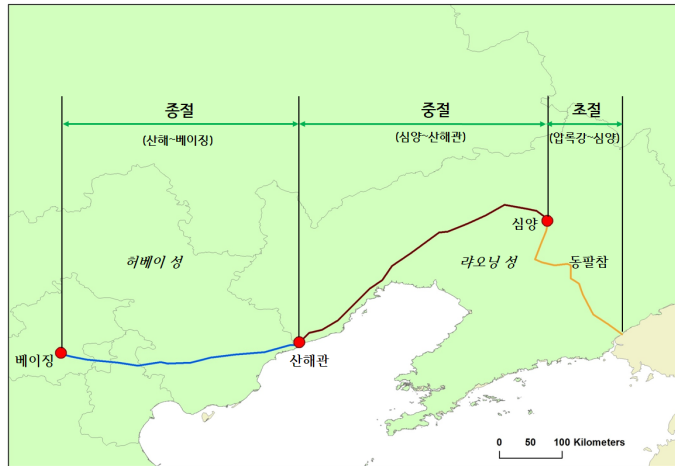 종절
중절
초절
(산해~베이징)
(심양~산해관)
(압록강~심양)
심양
허베이 성
랴오닝 성
동팔참
베이징
산해관
0 50 100 Kilometers